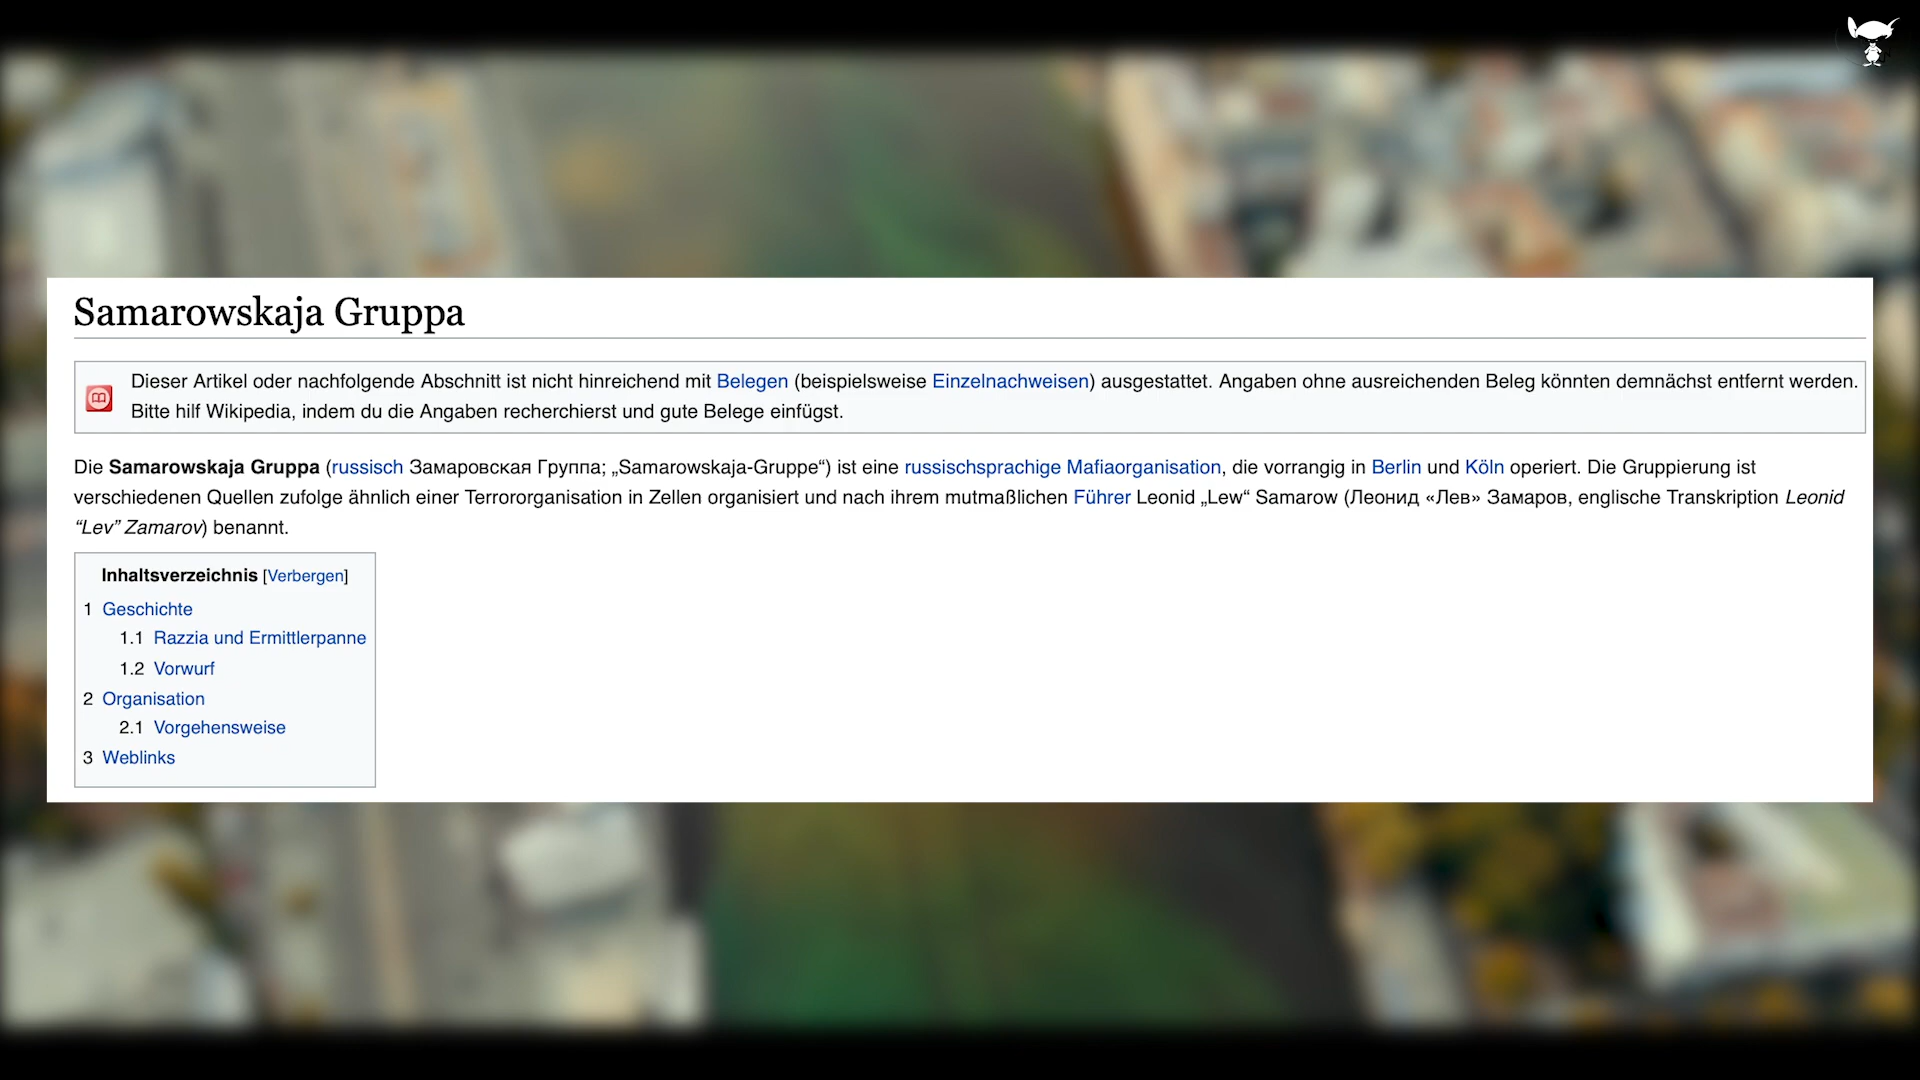 Samarowskaja Gruppa
Dieser Artikel oder nachfolgende Abschnitt ist nicht hinreichend mit Belegen (beispielsweise Einzelnachweisen) ausgestattet. Angaben ohne ausreichenden Beleg könnten demnächst entfernt werden.
Bitte hilf Wikipedia, indem du die Angaben recherchierst und gute Belege einfügst.
Die Samarowskaja Gruppa (russisch Замаровская Группа; „Samarowskaja-Gruppe“) ist eine russischsprachige Mafiaorganisation, die vorrangig in Berlin und Köln operiert. Die Gruppierung ist
verschiedenen Quellen zufolge ähnlich einer Terrororganisation in Zellen organisiert und nach ihrem mutmaßlichen Führer Leonid „Lew“ Samarow (Леонид «Лев» Замаров, englische Transkription Leonid
“Lev” Zamarov) benannt.
Inhaltsverzeichnis [Verbergen]
1 Geschichte
1.1 Razzia und Ermittlerpanne
1.2 Vorwurf
2 Organisation
2.1 Vorgehensweise
3 Weblinks